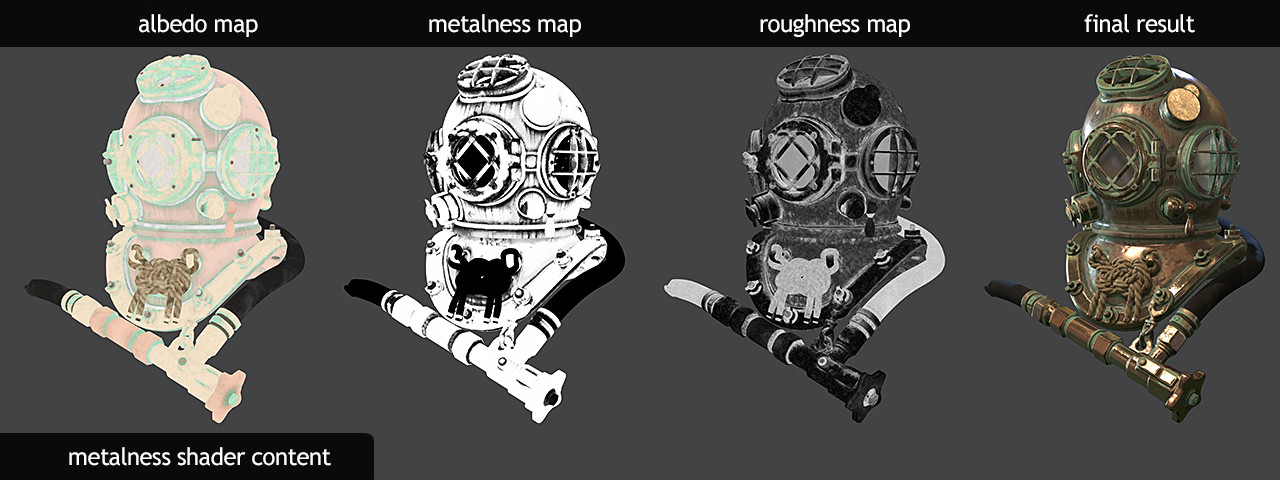 albedo map
metalness map
roughness map
final result
metalness shader content